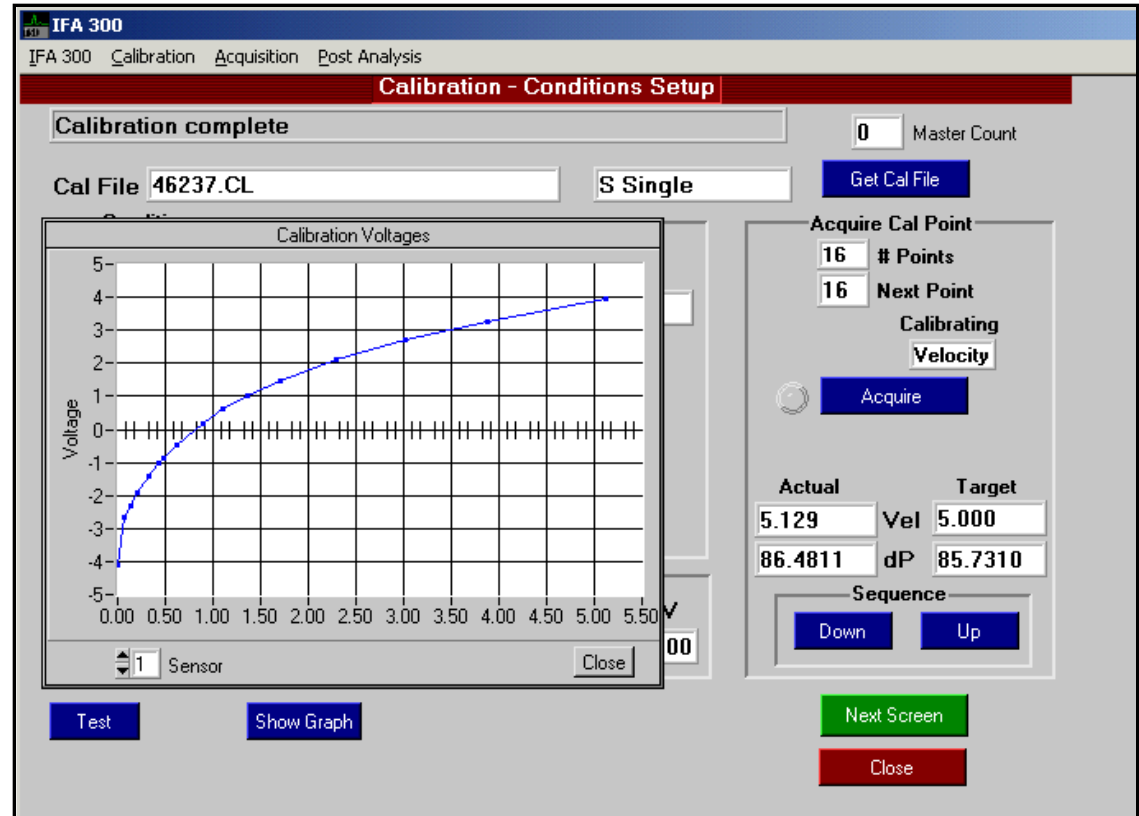 IFA 300
IFA 300 Calibration Acquisition Post Analysis
Calibration - Conditions Setup
Calibration complete
0 Master Count
Cal File 46237.CL S Single Get Cal File
Calibration Voltages
5
4
3
2
1
0
-1
-2
-3
-4
-5
Voltage
0.00 0.50 1.00 1.50 2.00 2.50 3.00 3.50 4.00 4.50 5.00 5.50
1 Sensor Close
V
00
Acquire Cal Point
16 # Points
16 Next Point
Calibrating
Velocity
Acquire
Actual Target
5.129 Vel 5.000
86.4811 dP 85.7310
Sequence
Down Up
Test Show Graph Next Screen
Close